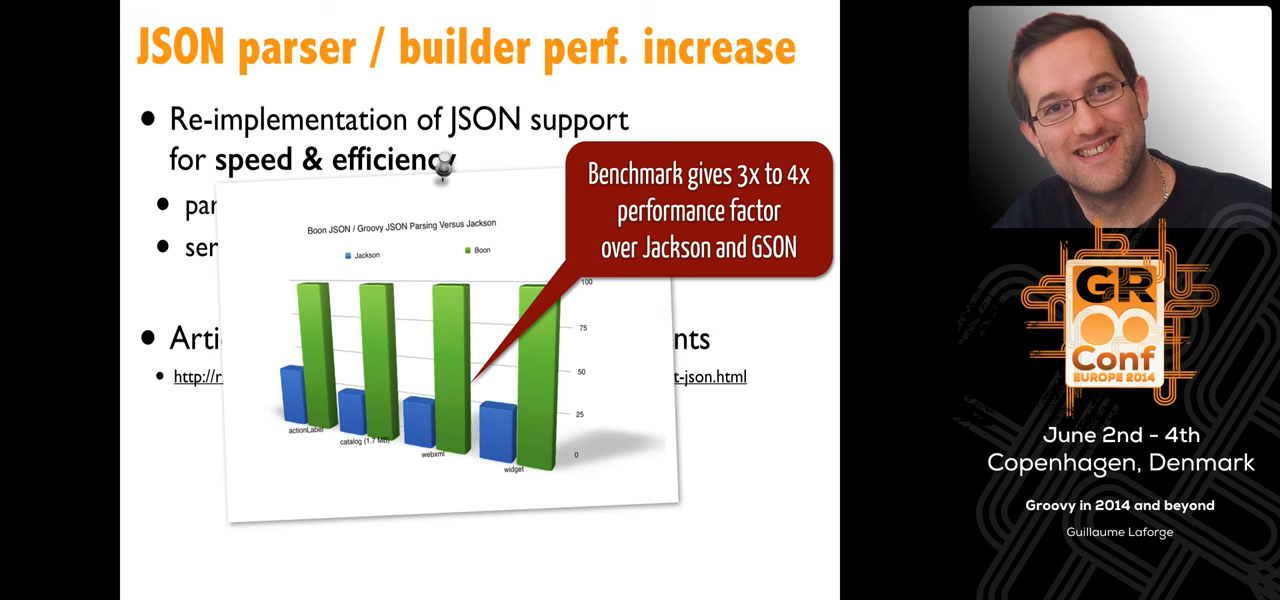 JSON parser / builder perf. increase
• Re-implementation of JSON support
for speed & efficiency
• par
• ser
• Arti
nts
• http://r
t-json.html
Benchmark gives 3x to 4x
performance factor
over Jackson and GSON
Boon JSON / Groovy JSON Parsing Versus Jackson
Jackson
Boon
100
75
50
25
0
actionLabel
catalog (1.7 MB)
webxml
widget
GR
Conf
EUROPE 2014
June 2nd - 4th
Copenhagen, Denmark
Groovy in 2014 and beyond
Guillaume Laforge